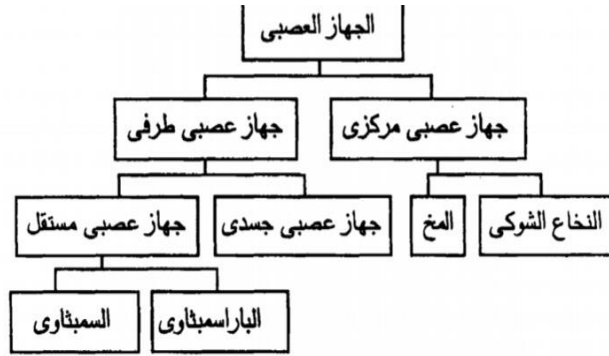 الجهاز العصبى
جهاز عصبى مركزى
جهاز عصبى طرفى
النخاع الشوكى
المخ
جهاز عصبى جسدى
جهاز عصبى مستقل
الباراسمبثاوى
السمبثاوى